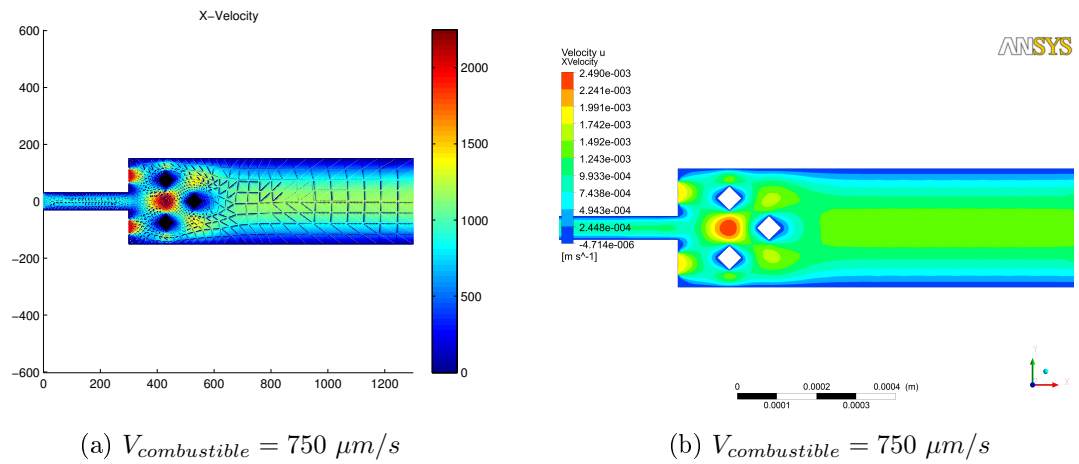 X-Velocity
600
400
200
0
-200
-400
-600
0
200
400
600
800
1000
1200
2000
1500
1000
500
0
(a) V_combustible = 750 μm/s
ANSYS
Velocity u
XVelocity
2.490e-003
2.241e-003
1.991e-003
1.742e-003
1.492e-003
1.243e-003
9.933e-004
7.438e-004
4.943e-004
2.448e-004
-4.714e-006
[m s^-1]
0
0.0002
0.0004 (m)
0.0001
0.0003
Y
X
(b) V_combustible = 750 μm/s